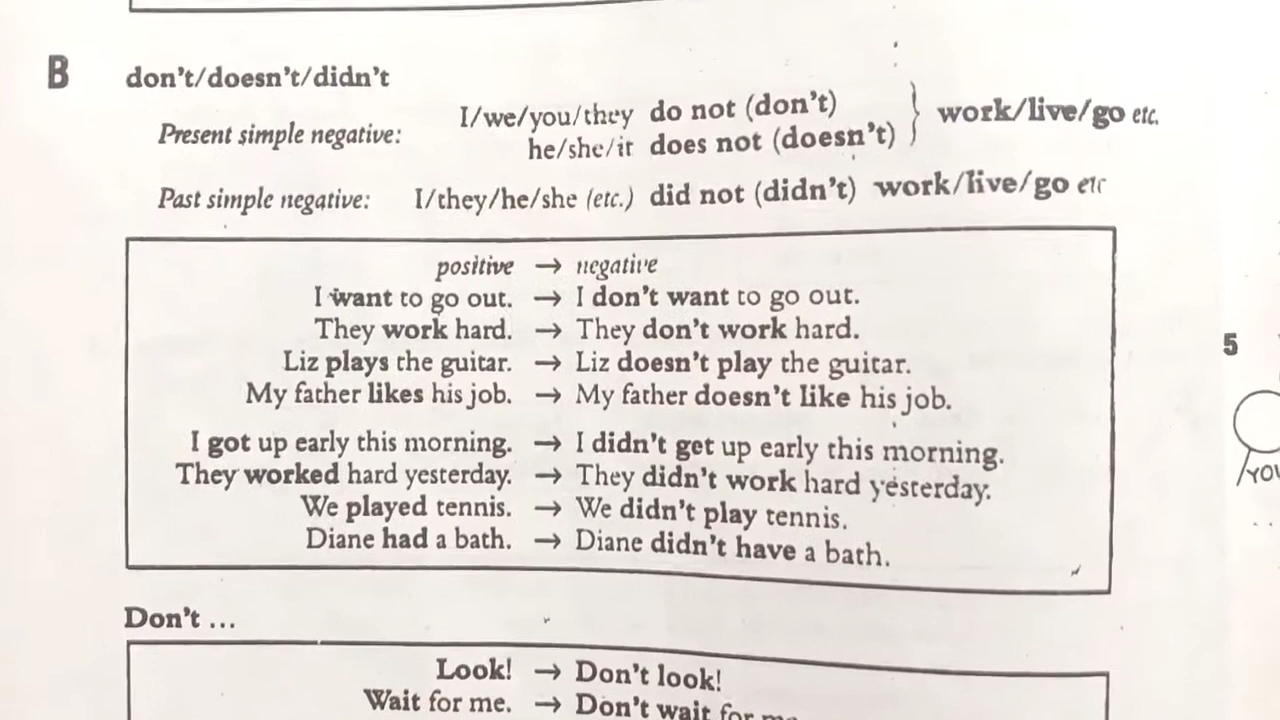 B don't/doesn't/didn't
I/we/you/they do not (don't)
Present simple negative: } work/live/go etc.
he/she/it does not (doesn't)
Past simple negative: I/they/he/she (etc.) did not (didn't) work/live/go etc
positive → negative
I want to go out. → I don't want to go out.
They work hard. → They don't work hard.
Liz plays the guitar. → Liz doesn't play the guitar.
My father likes his job. → My father doesn't like his job.
I got up early this morning. → I didn't get up early this morning.
They worked hard yesterday. → They didn't work hard yesterday.
We played tennis. → We didn't play tennis.
Diane had a bath. → Diane didn't have a bath.
Don't ...
Look! → Don't look!
Wait for me. → Don't wait for me
5